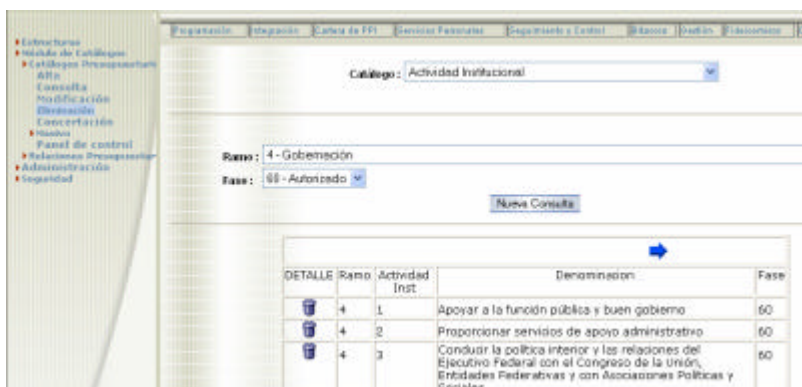 Programación Integración Cartera de PPI Servicios Personales Seguimiento y Control Bitácora Gestión Fideicomisos
Estructuras
Módulo de Catálogos
Catálogos Presupuestari
Alta
Consulta
Modificación
Eliminación
Concertación
Masivo
Panel de control
Relaciones Presupuestar
Administración
Seguridad
Catálogo : Actividad Institucional
Ramo : 4 - Gobernación
Fase : 60 - Autorizado
Nueva Consulta
DETALLE Ramo Actividad Inst Denominacion Fase
4 1 Apoyar a la función pública y buen gobierno 60
4 2 Proporcionar servicios de apoyo administrativo 60
4 3 Conducir la política interior y las relaciones del 60
Ejecutivo Federal con el Congreso de la Unión,
Entidades Federativas y con Asociaciones Políticas y
Sociales